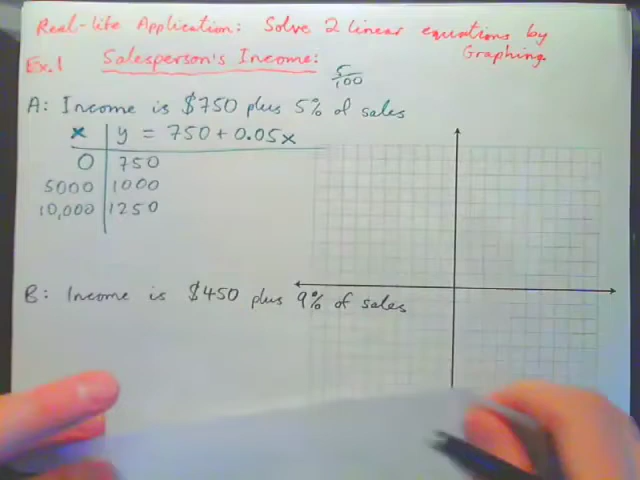 Real-life Application: Solve 2 linear equations by Graphing.
Ex.1 Salesperson's Income:
5/100
A: Income is $750 plus 5% of sales
x | y = 750 + 0.05x
0 | 750
5000 | 1000
10,000 | 1250
B: Income is $450 plus 9% of sales